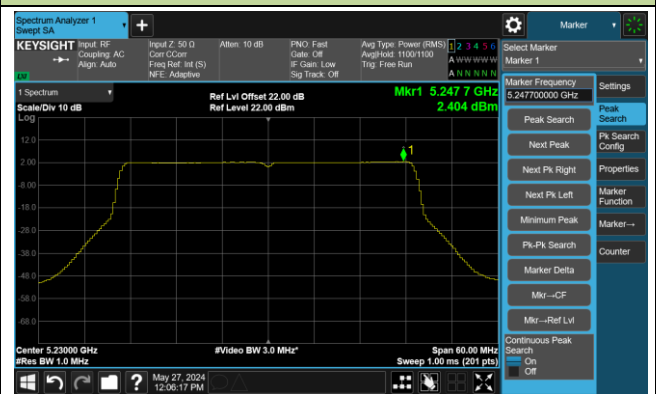 Spectrum Analyzer 1
Swept SA
+
Marker
KEYSIGHT
Input: RF
Coupling: AC
Align: Auto
Input Z: 50 Ω
Corr CCorr
Freq Ref: Int (S)
NFE: Adaptive
Atten: 10 dB
PNO: Fast
Gate: Off
IF Gain: Low
Sig Track: Off
Avg Type: Power (RMS)
Avg|Hold: 1100/1100
Trig: Free Run
1 2 3 4 5 6
A W W W W W
A N N N N N
Select Marker
Marker 1
LXI
1 Spectrum
Scale/Div 10 dB
Log
Ref Lvl Offset 22.00 dB
Ref Level 22.00 dBm
Mkr1 5.247 7 GHz
2.404 dBm
12.0
2.00
-8.00
-18.0
-28.0
-38.0
-48.0
-58.0
-68.0
1
Center 5.23000 GHz
#Res BW 1.0 MHz
#Video BW 3.0 MHz*
Span 60.00 MHz
Sweep 1.00 ms (201 pts)
Marker Frequency
5.247700000 GHz
Peak Search
Next Peak
Next Pk Right
Next Pk Left
Minimum Peak
Pk-Pk Search
Marker Delta
Mkr→CF
Mkr→Ref Lvl
Continuous Peak
Search
On
Off
Settings
Peak
Search
Pk Search
Config
Properties
Marker
Function
Marker→
Counter
?
May 27, 2024
12:06:17 PM